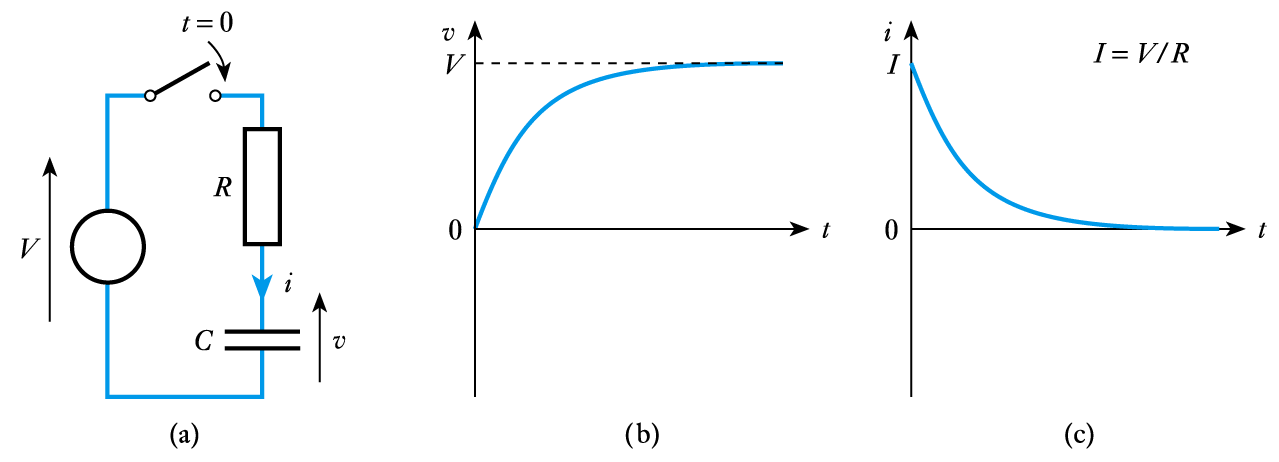 t = 0
V
R
i
C
v
(a)
v
V
0
t
(b)
i
I
I = V/R
0
t
(c)